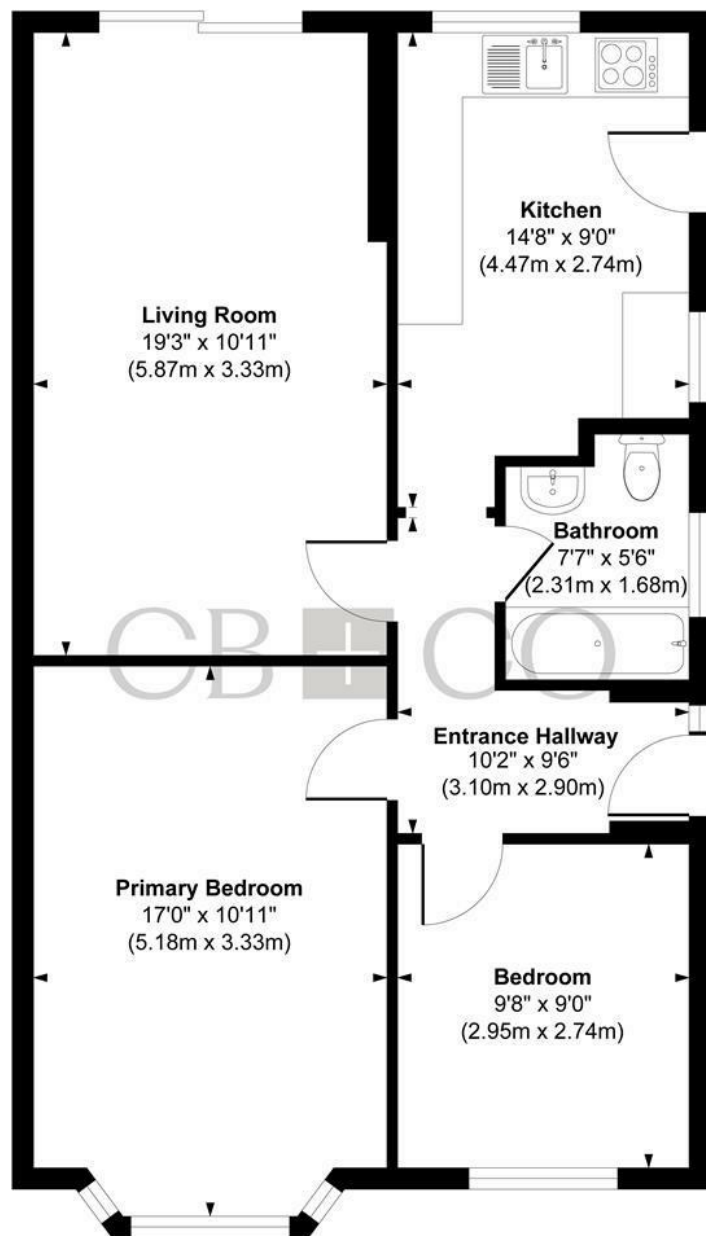 Kitchen
14'8" x 9'0"
(4.47m x 2.74m)
Living Room
19'3" x 10'11"
(5.87m x 3.33m)
Bathroom
7'7" x 5'6"
(2.31m x 1.68m)
CB + CO
Entrance Hallway
10'2" x 9'6"
(3.10m x 2.90m)
Primary Bedroom
17'0" x 10'11"
(5.18m x 3.33m)
Bedroom
9'8" x 9'0"
(2.95m x 2.74m)